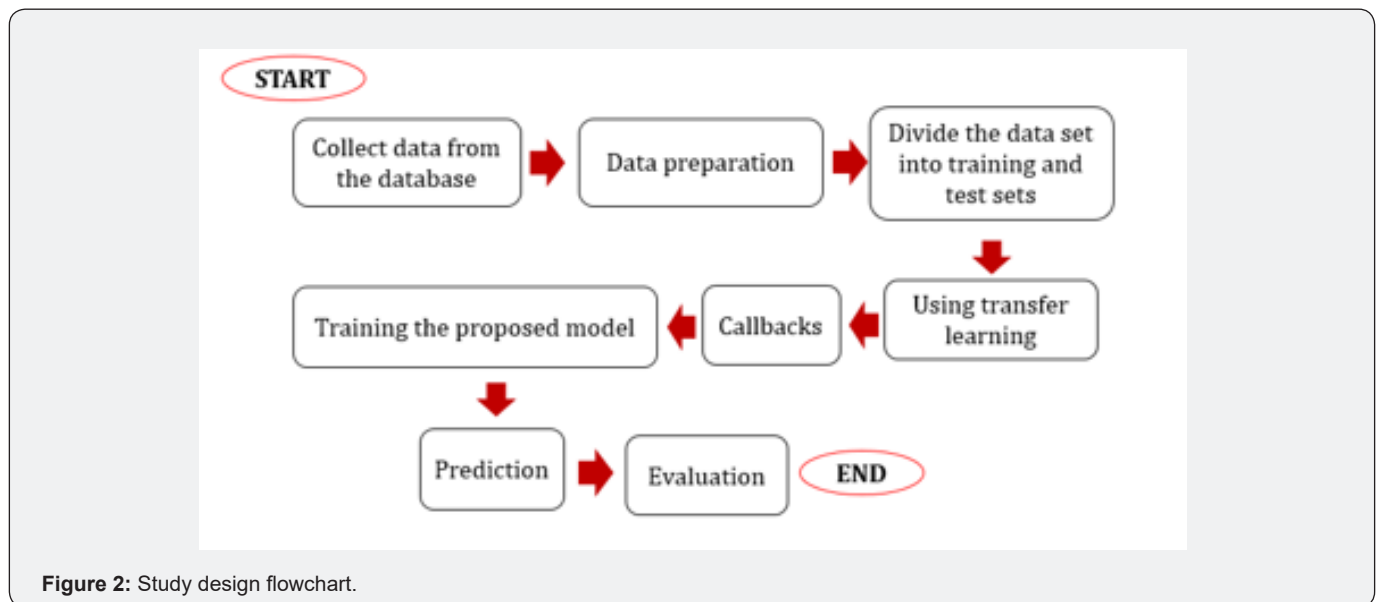 START
Collect data from
the database
Data preparation
Divide the data set
into training and
test sets
Using transfer
learning
Callbacks
Training the proposed model
Prediction
Evaluation
END
Figure 2: Study design flowchart.